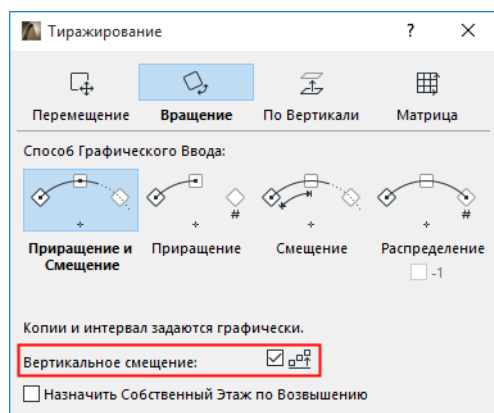 Тиражирование ? ×
Перемещение Вращение По Вертикали Матрица
Способ Графического Ввода:
# #
Приращение и Смещение Приращение Смещение Распределение
-1
Копии и интервал задаются графически.
Вертикальное смещение:
Назначить Собственный Этаж по Возвышению